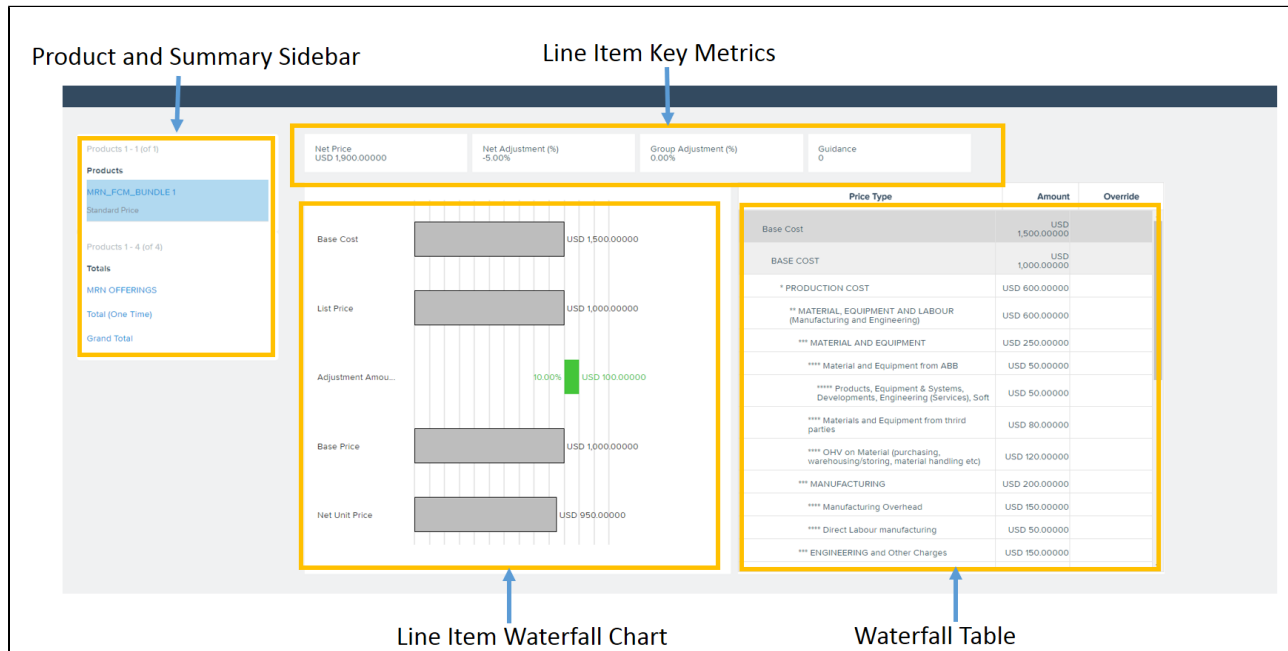 Product and Summary Sidebar
Line Item Key Metrics
Products 1 - 1 (of 1)
Products
MRN_FCM_BUNDLE 1
Standard Price
Products 1 - 4 (of 4)
Totals
MRN OFFERINGS
Total (One Time)
Grand Total
Net Price
USD 1,900.00000
Net Adjustment (%)
-5.00%
Group Adjustment (%)
0.00%
Guidance
0
Base Cost
USD 1,500.00000
List Price
USD 1,000.00000
Adjustment Amou...
10.00%
USD 100.00000
Base Price
USD 1,000.00000
Net Unit Price
USD 950.00000
Price Type Amount Override
Base Cost
USD
1,500.00000
BASE COST
USD
1,000.00000
* PRODUCTION COST USD 600.00000
** MATERIAL, EQUIPMENT AND LABOUR
(Manufacturing and Engineering)
USD 600.00000
*** MATERIAL AND EQUIPMENT USD 250.00000
**** Material and Equipment from ABB USD 50.00000
***** Products, Equipment & Systems,
Developments, Engineering (Services), Soft
USD 50.00000
**** Materials and Equipment from thrird
parties
USD 80.00000
**** OHV on Material (purchasing,
warehousing/storing, material handling etc)
USD 120.00000
*** MANUFACTURING USD 200.00000
**** Manufacturing Overhead USD 150.00000
**** Direct Labour manufacturing USD 50.00000
*** ENGINEERING and Other Charges USD 150.00000
Line Item Waterfall Chart
Waterfall Table